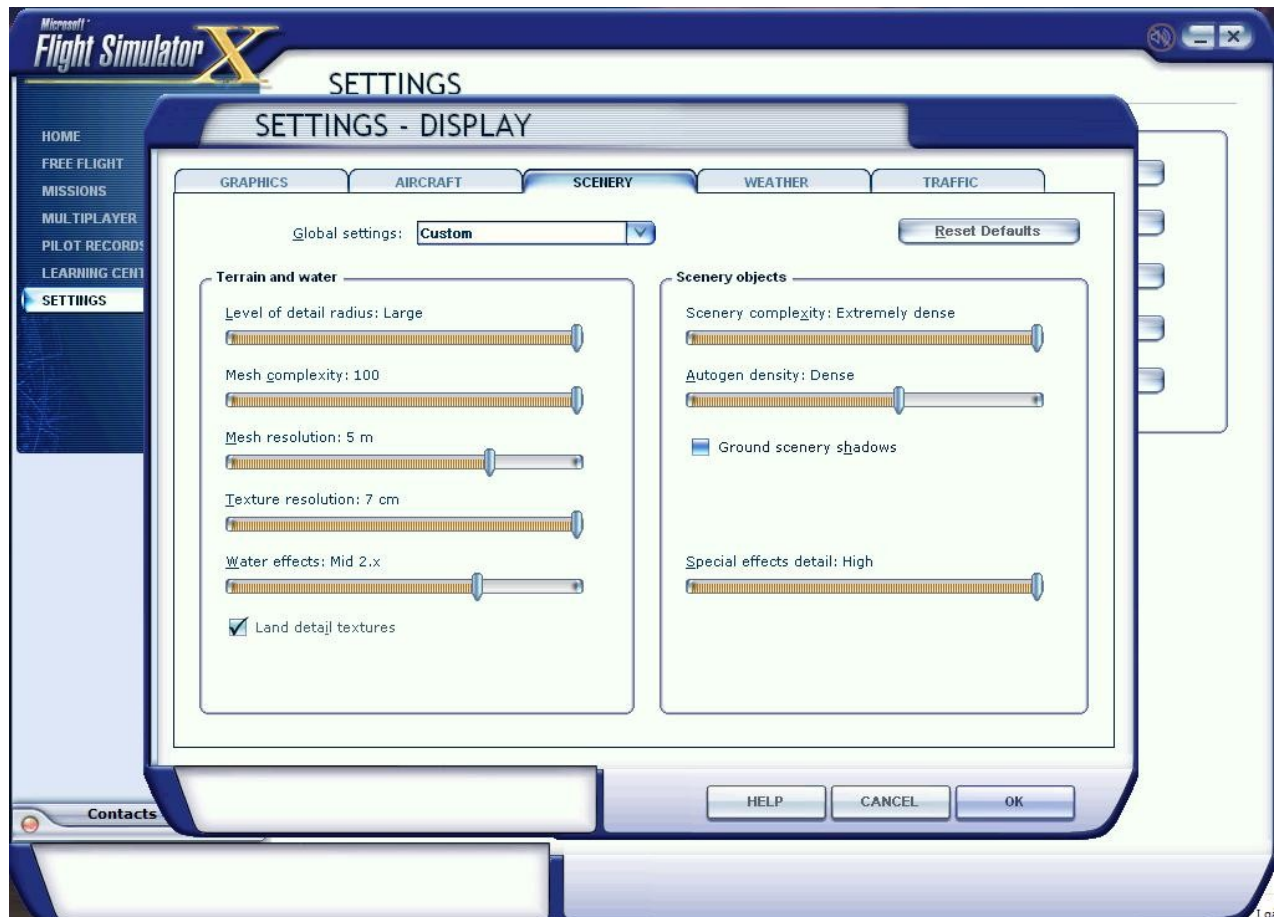 Microsoft
Flight Simulator X
SETTINGS
SETTINGS - DISPLAY
HOME
FREE FLIGHT
MISSIONS
MULTIPLAYER
PILOT RECORDS
LEARNING CENT
SETTINGS
GRAPHICS AIRCRAFT SCENERY WEATHER TRAFFIC
Global settings: Custom Reset Defaults
Terrain and water
Level of detail radius: Large
Mesh complexity: 100
Mesh resolution: 5 m
Texture resolution: 7 cm
Water effects: Mid 2.x
Land detail textures
Scenery objects
Scenery complexity: Extremely dense
Autogen density: Dense
Ground scenery shadows
Special effects detail: High
HELP CANCEL OK
Contacts